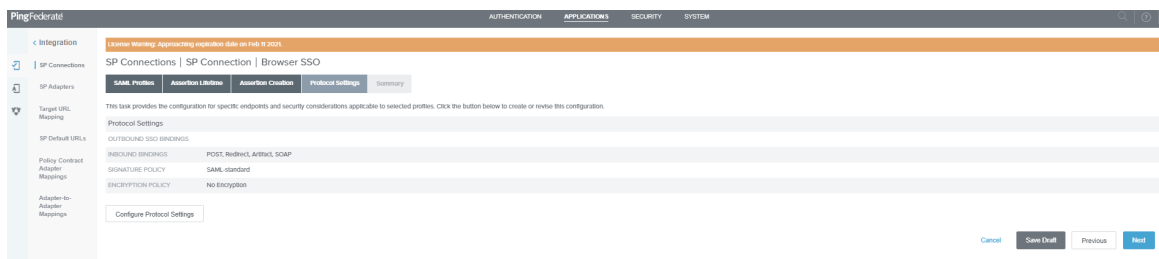 PingFederate
AUTHENTICATION APPLICATIONS SECURITY SYSTEM
< Integration
SP Connections
SP Adapters
Target URL
Mapping
SP Default URLs
Policy Contract
Adapter
Mappings
Adapter-to-
Adapter
Mappings
License Warning: Approaching expiration date on Feb 11 2021.
SP Connections | SP Connection | Browser SSO
SAML Profiles Assertion Lifetime Assertion Creation Protocol Settings Summary
This task provides the configuration for specific endpoints and security considerations applicable to selected profiles. Click the button below to create or revise this configuration.
Protocol Settings
OUTBOUND SSO BINDINGS
INBOUND BINDINGS POST, Redirect, Artifact, SOAP
SIGNATURE POLICY SAML-standard
ENCRYPTION POLICY No Encryption
Configure Protocol Settings
Cancel Save Draft Previous Next